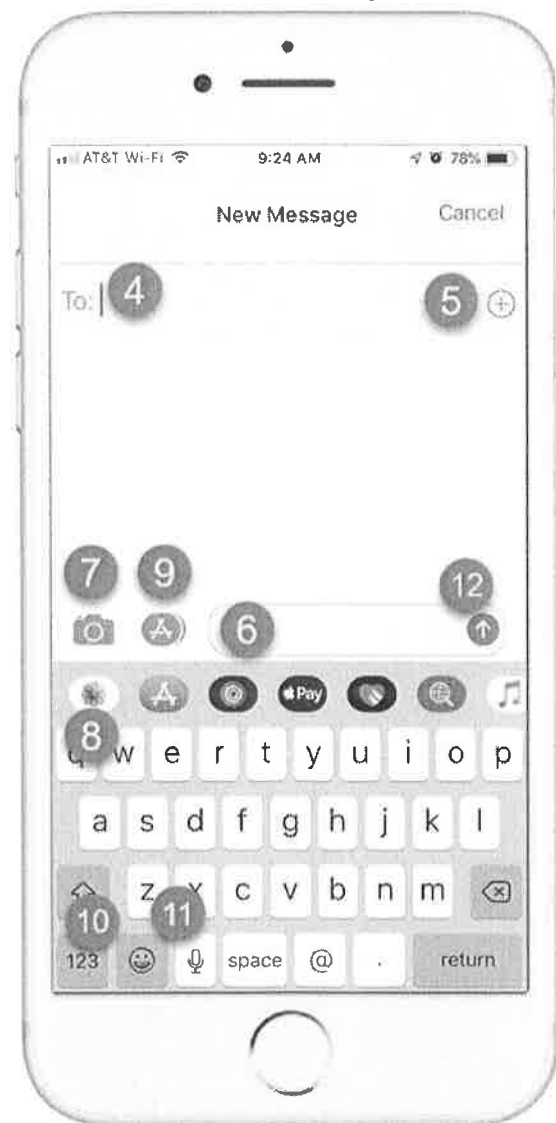 AT&T Wi-Fi 9:24 AM 78%
New Message Cancel
To: 4 5
7 9 12
6
Pay
8
q w e r t y u i o p
a s d f g h j k l
z x c v b n m
10 11
123 space @ . return